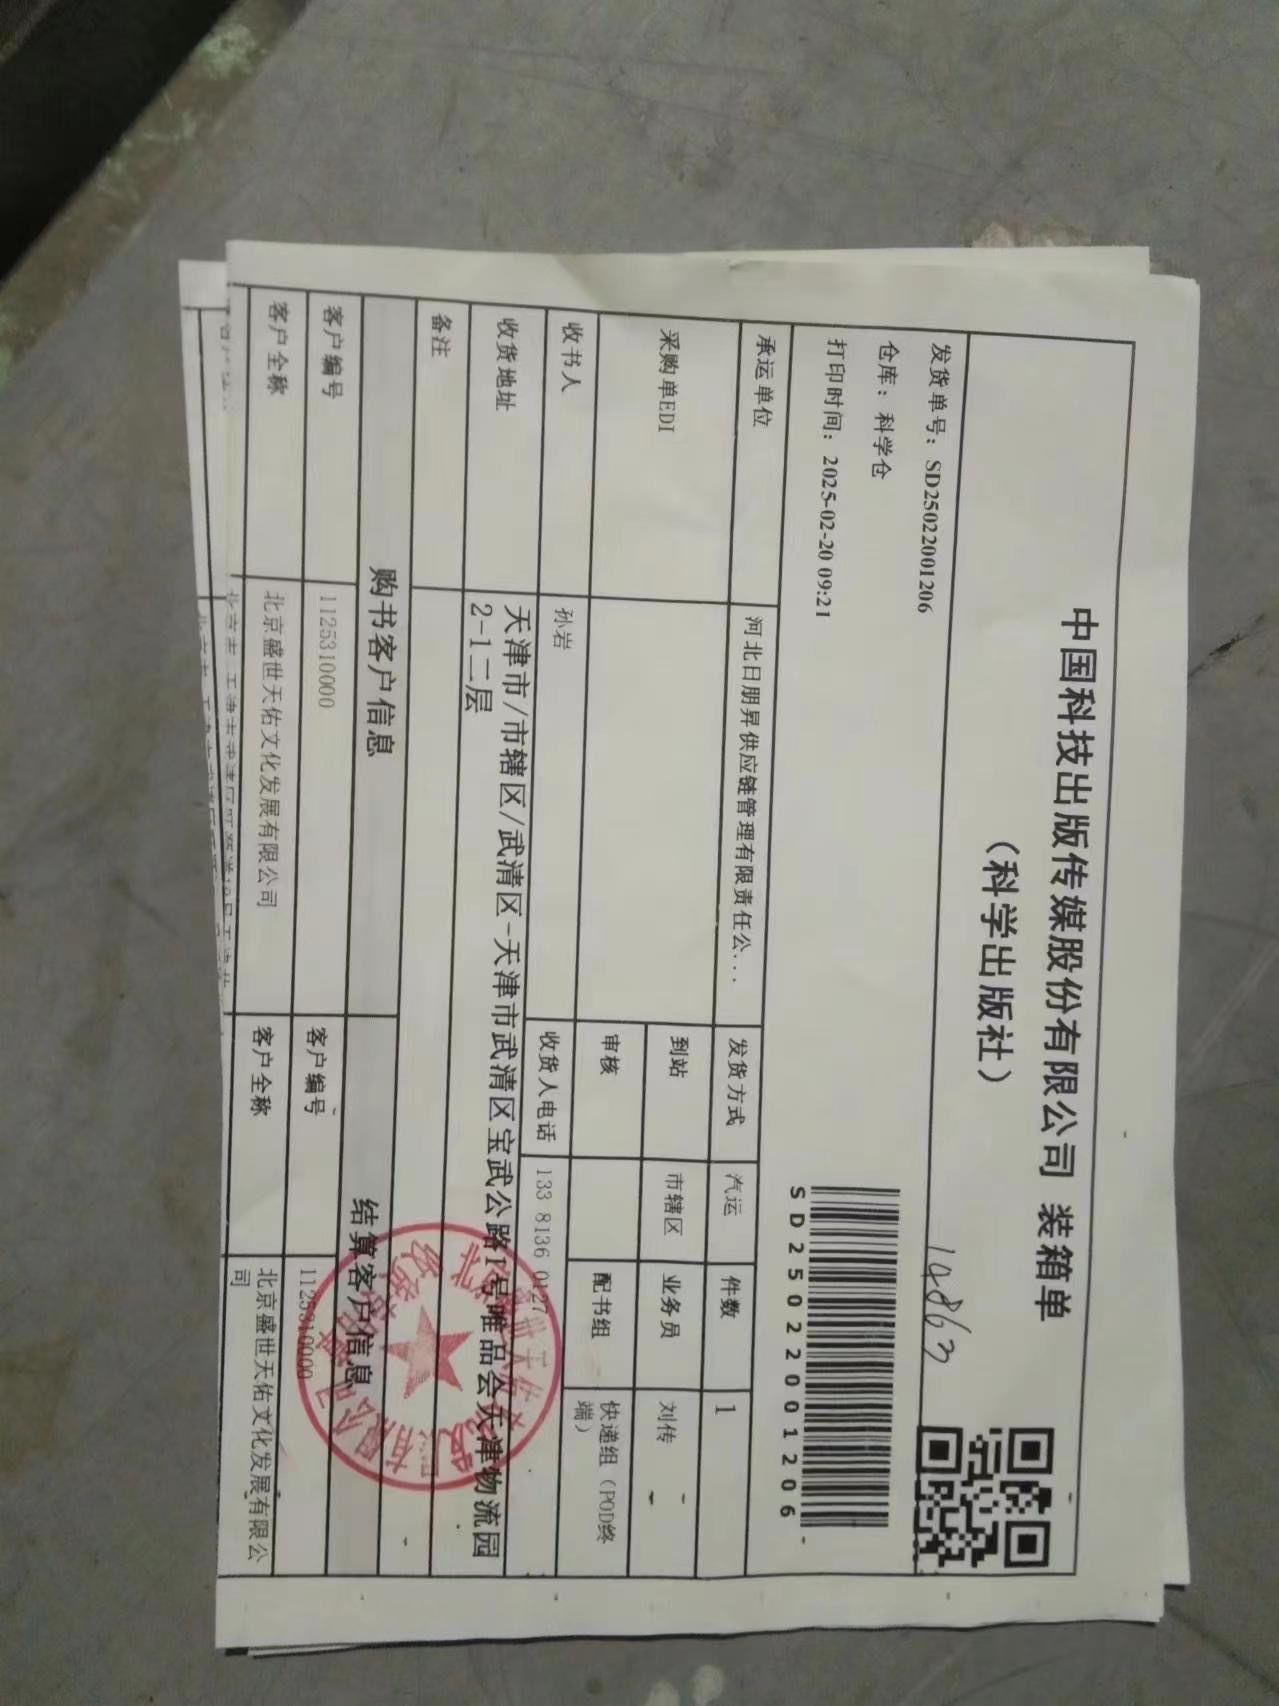 中国科技出版传媒股份有限公司 装箱单
(科学出版社)
14863
发货单号: SD25022001206
仓库: 科学仓
打印时间: 2025-02-20 09:21
SD25022001206
承运单位 河北日朋昇供应链管理有限责任公... 发货方式 汽运 件数 1
采购单EDI 到站 市辖区 业务员 刘传
审核 配书组 快递组(POD终端)
收书人 孙岩 收货人电话 133 8136 0127
收货地址 天津市/市辖区/武清区-天津市武清区宝武公路1号唯品会天津物流园
2-1二层
备注
购书客户信息 结算客户信息
客户编号 112531000 客户编号 112531000
客户全称 北京盛世天佑文化发展有限公司 客户全称 北京盛世天佑文化发展有限公司